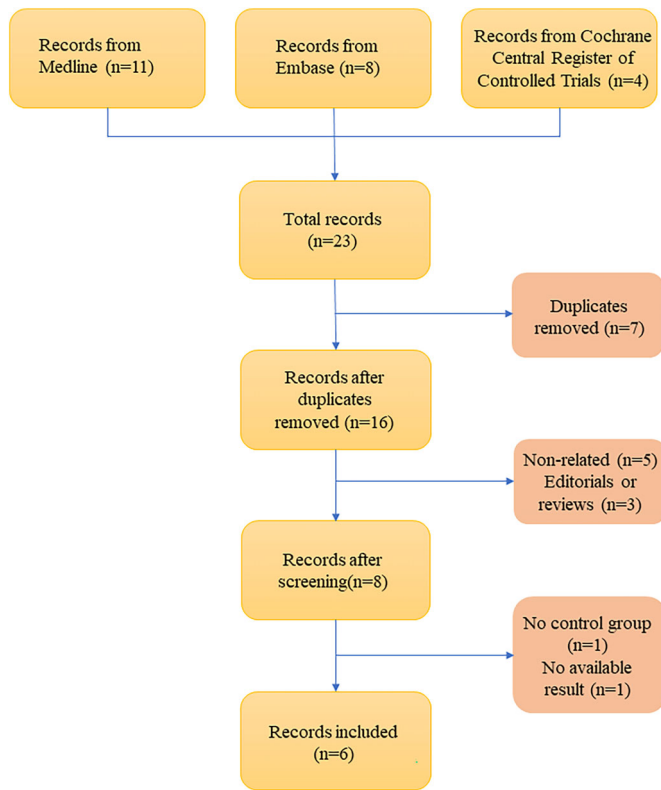 Records from
Medline (n=11)
Records from
Embase (n=8)
Records from Cochrane
Central Register of
Controlled Trials (n=4)
Total records
(n=23)
Duplicates
removed (n=7)
Records after
duplicates
removed (n=16)
Non-related (n=5)
Editorials or
reviews (n=3)
Records after
screening(n=8)
No control group
(n=1)
No available
result (n=1)
Records included
(n=6)